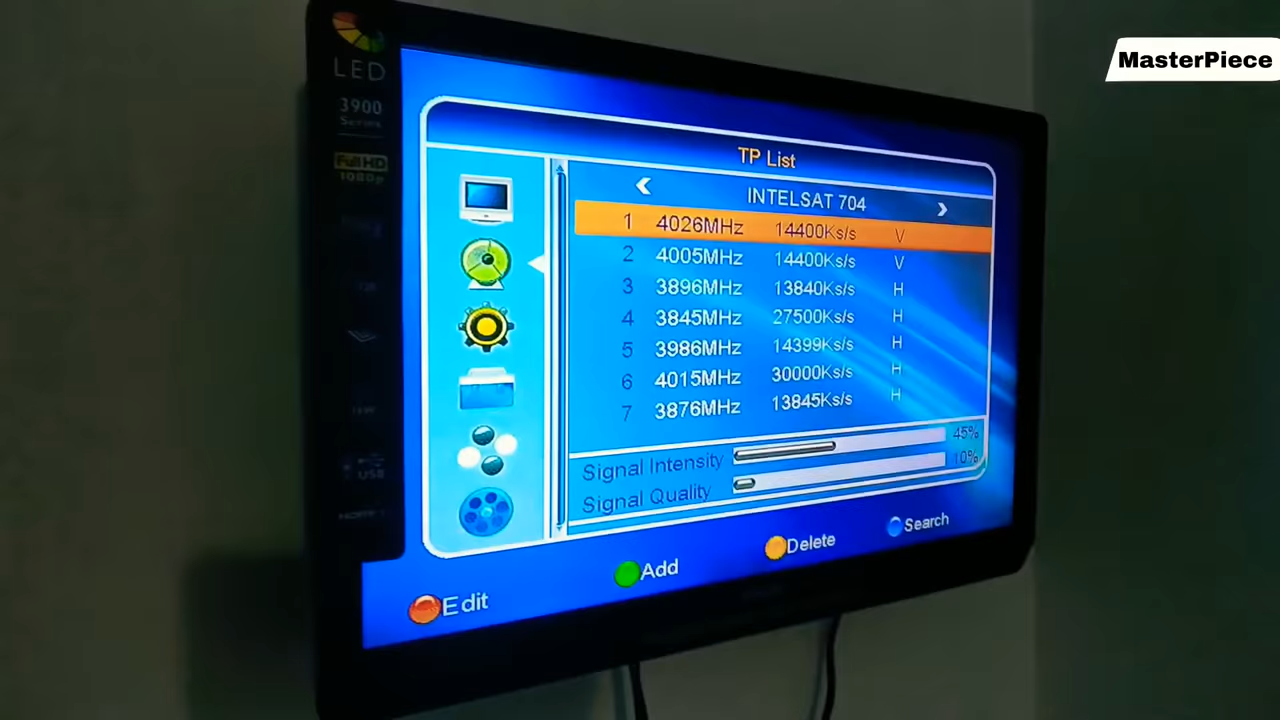 MasterPiece
LED
3900
Series
Full HD
1080p
USB
TP List
INTELSAT 704
1 4026MHz 14400Ks/s V
2 4005MHz 14400Ks/s V
3 3896MHz 13840Ks/s H
4 3845MHz 27500Ks/s H
5 3986MHz 14399Ks/s H
6 4015MHz 30000Ks/s H
7 3876MHz 13845Ks/s H
Signal Intensity 45%
Signal Quality 10%
Edit Add Delete Search